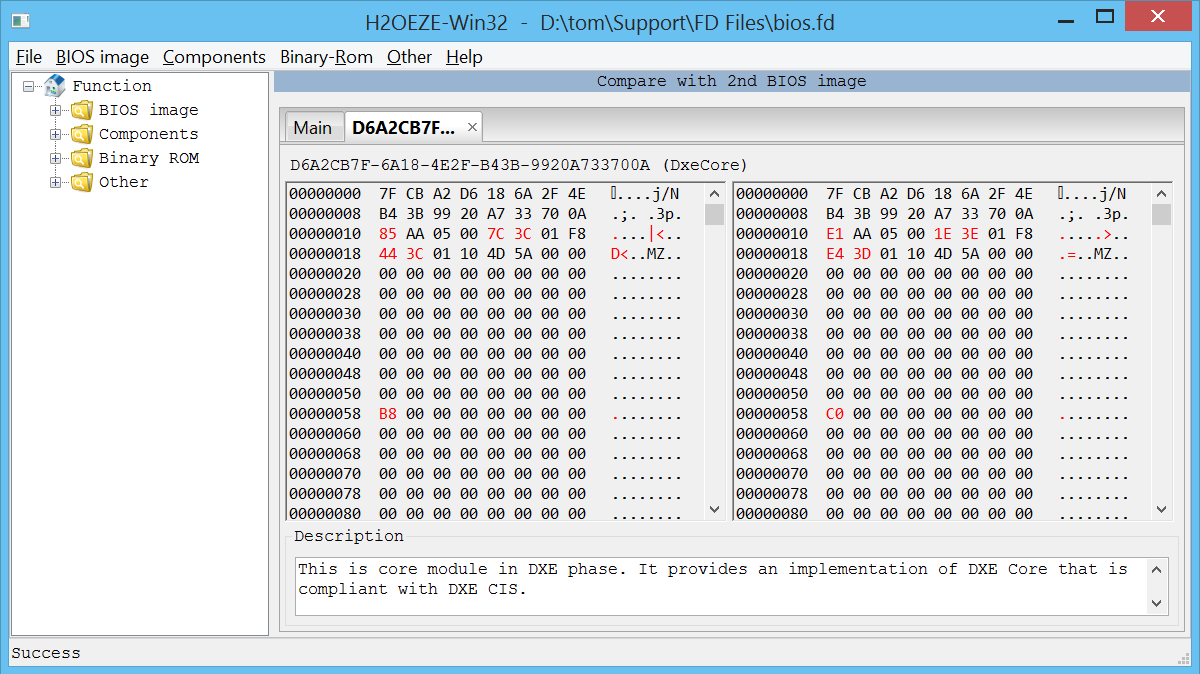 H2OEZE-Win32 - D:\tom\Support\FD Files\bios.fd
File BIOS image Components Binary-Rom Other Help
Function
BIOS image
Components
Binary ROM
Other
Compare with 2nd BIOS image
Main D6A2CB7F...
D6A2CB7F-6A18-4E2F-B43B-9920A733700A (DxeCore)
00000000 7F CB A2 D6 18 6A 2F 4E ▯....j/N
00000008 B4 3B 99 20 A7 33 70 0A .;. .3p.
00000010 85 AA 05 00 7C 3C 01 F8 ....|<..
00000018 44 3C 01 10 4D 5A 00 00 D<..MZ..
00000020 00 00 00 00 00 00 00 00 ........
00000028 00 00 00 00 00 00 00 00 ........
00000030 00 00 00 00 00 00 00 00 ........
00000038 00 00 00 00 00 00 00 00 ........
00000040 00 00 00 00 00 00 00 00 ........
00000048 00 00 00 00 00 00 00 00 ........
00000050 00 00 00 00 00 00 00 00 ........
00000058 B8 00 00 00 00 00 00 00 ........
00000060 00 00 00 00 00 00 00 00 ........
00000068 00 00 00 00 00 00 00 00 ........
00000070 00 00 00 00 00 00 00 00 ........
00000078 00 00 00 00 00 00 00 00 ........
00000080 00 00 00 00 00 00 00 00 ........
00000000 7F CB A2 D6 18 6A 2F 4E ▯....j/N
00000008 B4 3B 99 20 A7 33 70 0A .;. .3p.
00000010 E1 AA 05 00 1E 3E 01 F8 .....>..
00000018 E4 3D 01 10 4D 5A 00 00 .=..MZ..
00000020 00 00 00 00 00 00 00 00 ........
00000028 00 00 00 00 00 00 00 00 ........
00000030 00 00 00 00 00 00 00 00 ........
00000038 00 00 00 00 00 00 00 00 ........
00000040 00 00 00 00 00 00 00 00 ........
00000048 00 00 00 00 00 00 00 00 ........
00000050 00 00 00 00 00 00 00 00 ........
00000058 C0 00 00 00 00 00 00 00 ........
00000060 00 00 00 00 00 00 00 00 ........
00000068 00 00 00 00 00 00 00 00 ........
00000070 00 00 00 00 00 00 00 00 ........
00000078 00 00 00 00 00 00 00 00 ........
00000080 00 00 00 00 00 00 00 00 ........
Description
This is core module in DXE phase. It provides an implementation of DXE Core that is
compliant with DXE CIS.
Success